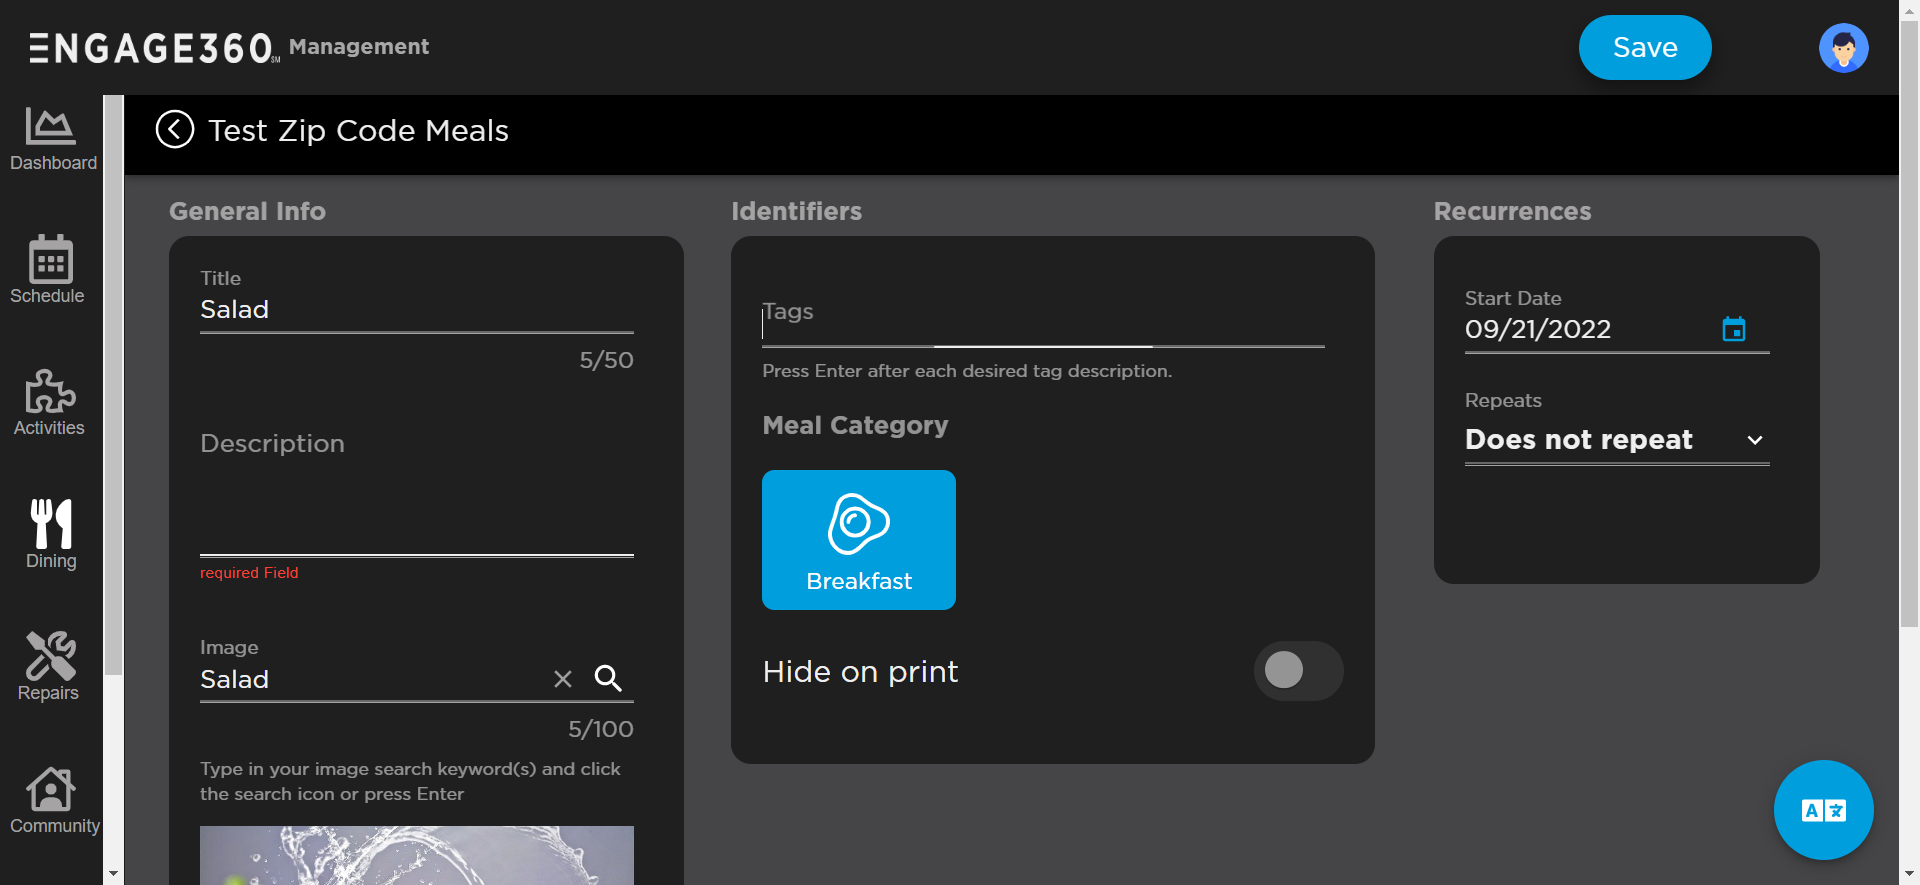 ENGAGE360 SM Management
Save
Dashboard
Schedule
Activities
Dining
Repairs
Community
Test Zip Code Meals
General Info
Title
Salad
5/50
Description
required Field
Image
Salad
5/100
Type in your image search keyword(s) and click
the search icon or press Enter
Identifiers
Tags
Press Enter after each desired tag description.
Meal Category
Breakfast
Hide on print
Recurrences
Start Date
09/21/2022
Repeats
Does not repeat
A 文